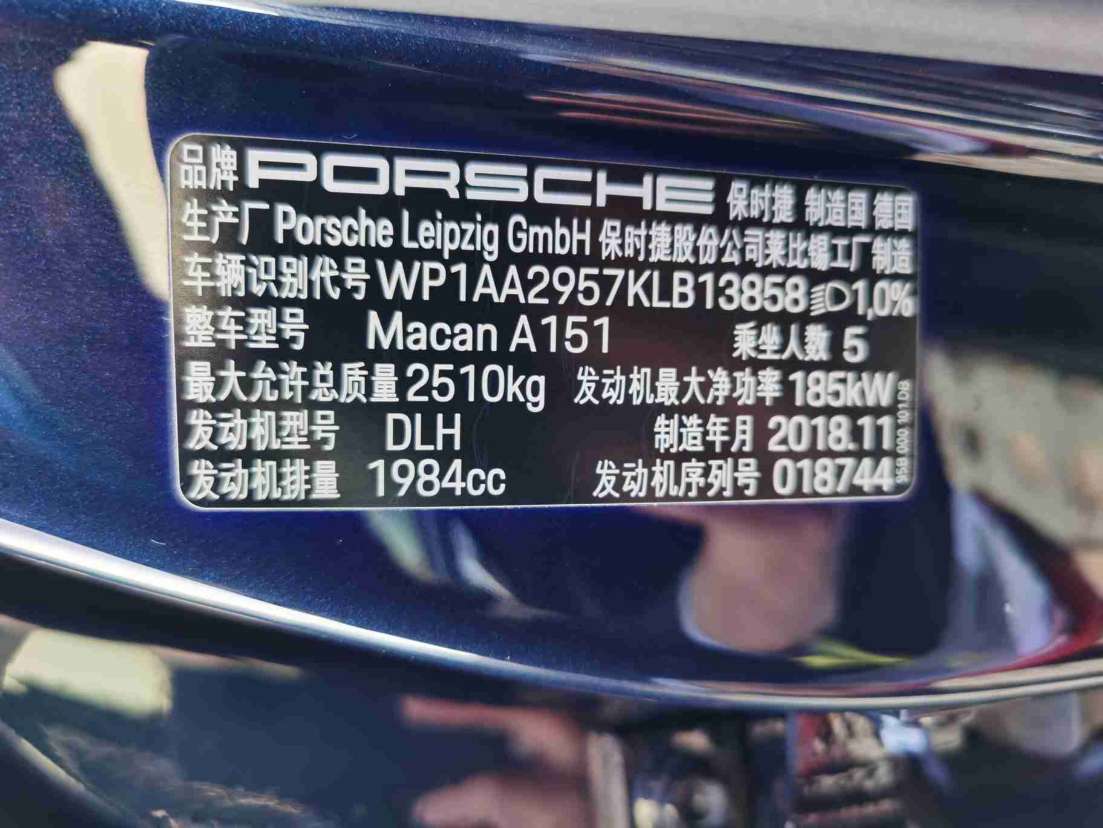 品牌 PORSCHE 保时捷 制造国 德国
生产厂 Porsche Leipzig GmbH 保时捷股份公司莱比锡工厂制造
车辆识别代号 WP1AA2957KLB13858 1,0%
整车型号 Macan A151 乘坐人数 5
最大允许总质量 2510kg 发动机最大净功率 185kW
发动机型号 DLH 制造年月 2018.11
发动机排量 1984cc 发动机序列号 018744